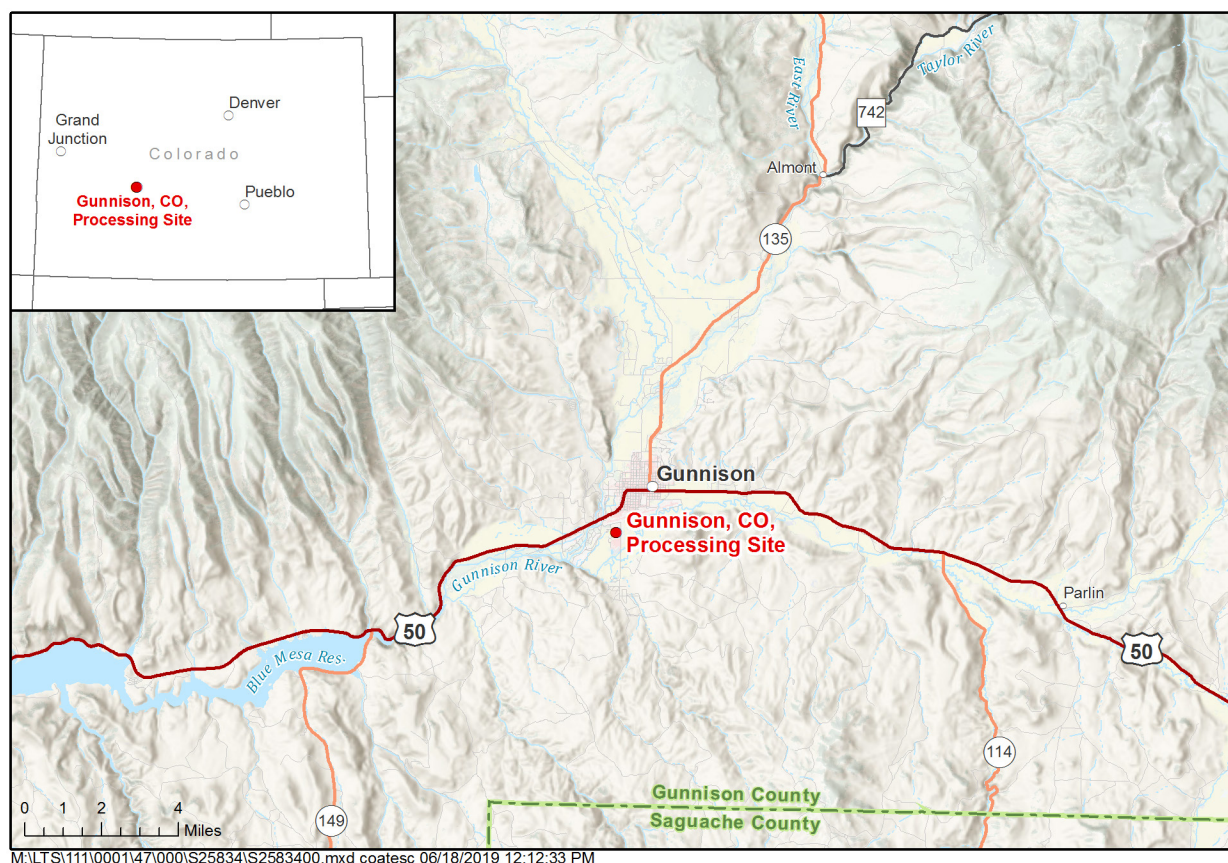 Denver
Grand
Junction
Colorado
Gunnison, CO,
Processing Site
Pueblo
East River
Taylor River
742
Almont
135
Gunnison
Gunnison, CO,
Processing Site
Gunnison River
Parlin
50
50
Blue Mesa Res.
114
149
Gunnison County
Saguache County
0 1 2 4
Miles
M:\LTS\111\0001\47\000\S25834\S2583400.mxd coatesc 06/18/2019 12:12:33 PM